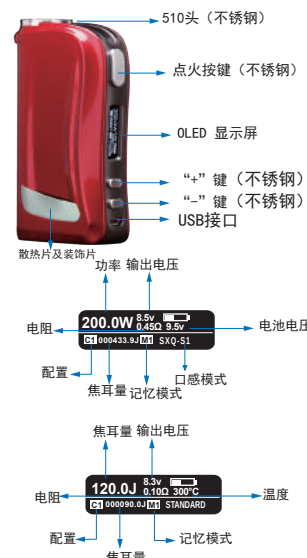 510头（不锈钢）
点火按键（不锈钢）
OLED 显示屏
“+”键(不锈钢)
“-”键(不锈钢)
USB接口
散热片及装饰片
功率 输出电压
200.0W 8.5v
0.45Ω 9.5v
电阻
电池电压
C1 000433.9J M1 SXQ-S1
配置
焦耳量
记忆模式
口感模式
焦耳量 输出电压
120.0J 8.3v
0.10Ω 300°C
电阻
温度
C1 000090.0J M1 STANDARD
配置
记忆模式
焦耳量